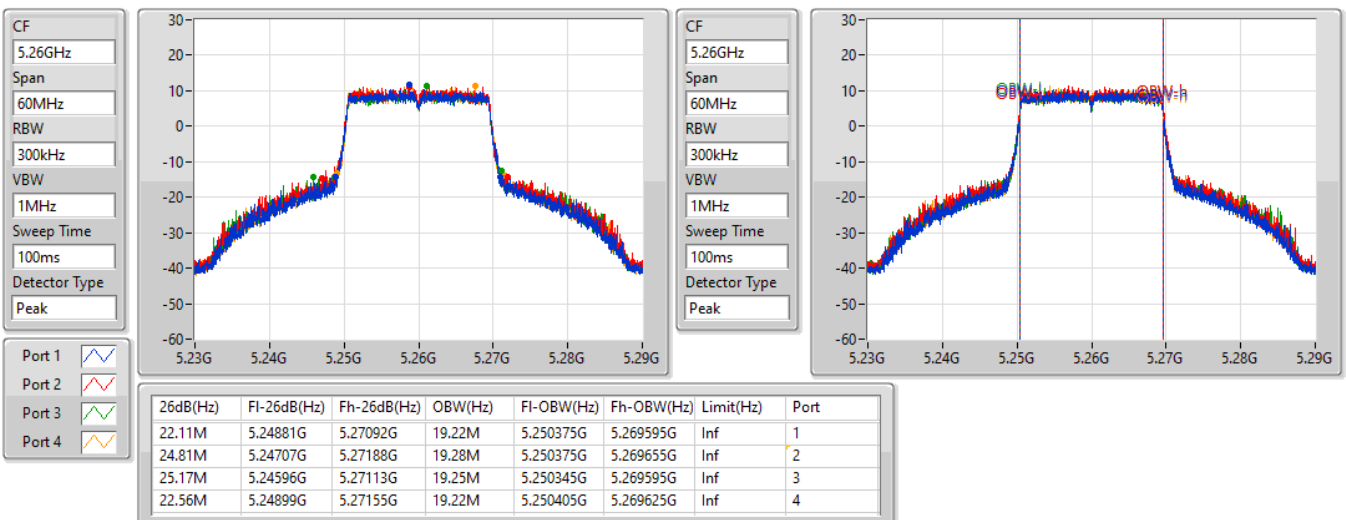 CF
5.26GHz
Span
60MHz
RBW
300kHz
VBW
1MHz
Sweep Time
100ms
Detector Type
Peak
30
20
10
0
-10
-20
-30
-40
-50
-60
5.23G 5.24G 5.25G 5.26G 5.27G 5.28G 5.29G
CF
5.26GHz
Span
60MHz
RBW
300kHz
VBW
1MHz
Sweep Time
100ms
Detector Type
Peak
30
20
10
0
-10
-20
-30
-40
-50
-60
OBW-h
5.23G 5.24G 5.25G 5.26G 5.27G 5.28G 5.29G
Port 1
Port 2
Port 3
Port 4
26dB(Hz) Fl-26dB(Hz) Fh-26dB(Hz) OBW(Hz) Fl-OBW(Hz) Fh-OBW(Hz) Limit(Hz) Port
22.11M 5.24881G 5.27092G 19.22M 5.250375G 5.269595G Inf 1
24.81M 5.24707G 5.27188G 19.28M 5.250375G 5.269655G Inf 2
25.17M 5.24596G 5.27113G 19.25M 5.250345G 5.269595G Inf 3
22.56M 5.24899G 5.27155G 19.22M 5.250405G 5.269625G Inf 4